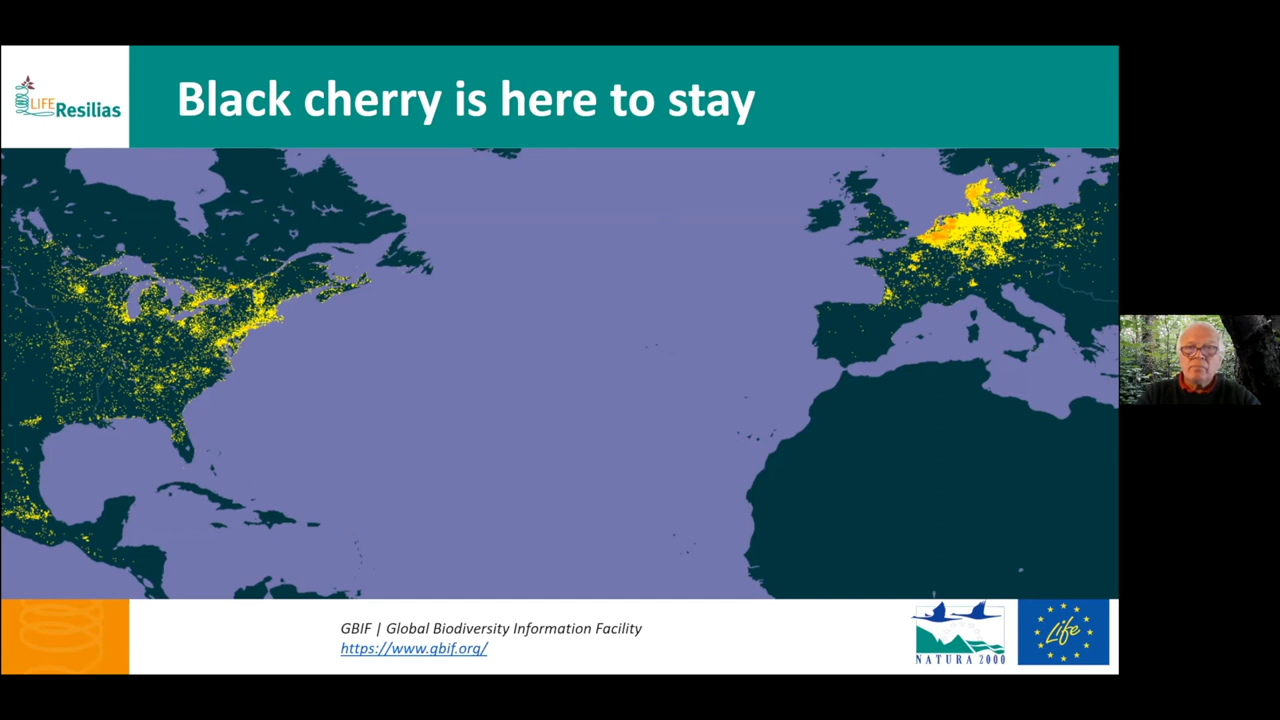 LIFE
Resilias
Black cherry is here to stay
GBIF | Global Biodiversity Information Facility
https://www.gbif.org/
NATURA 2000
Life